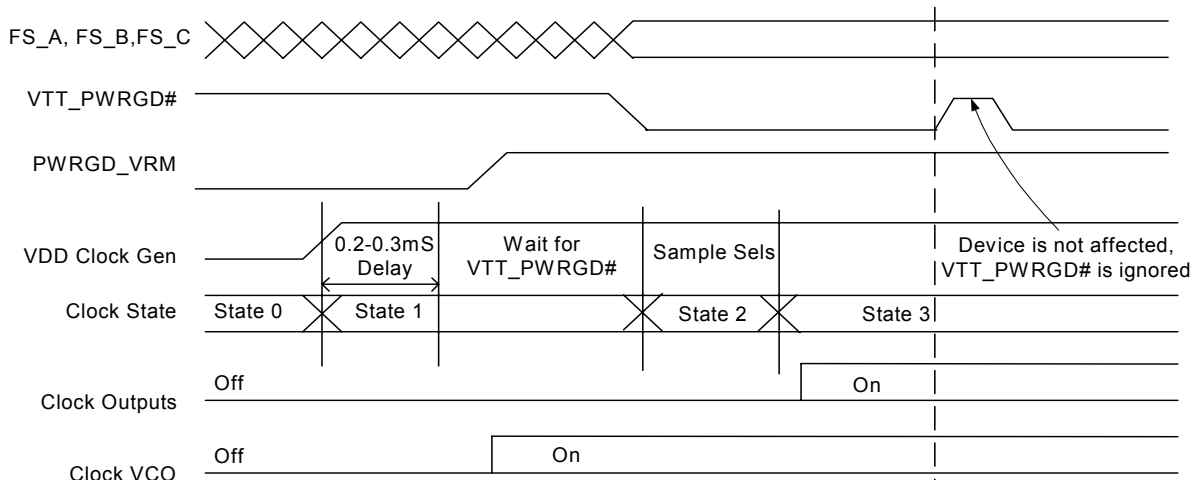 FS_A, FS_B,FS_C
VTT_PWRGD#
PWRGD_VRM
VDD Clock Gen
0.2-0.3mS
Delay
Wait for
VTT_PWRGD#
Sample Sels
Device is not affected,
VTT_PWRGD# is ignored
Clock State
State 0
State 1
State 2
State 3
Clock Outputs
Off
On
Clock VCO
Off
On